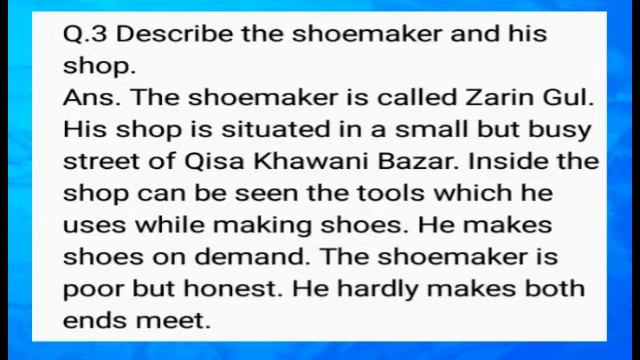 Q.3 Describe the shoemaker and his
shop.
Ans. The shoemaker is called Zarin Gul.
His shop is situated in a small but busy
street of Qisa Khawani Bazar. Inside the
shop can be seen the tools which he
uses while making shoes. He makes
shoes on demand. The shoemaker is
poor but honest. He hardly makes both
ends meet.